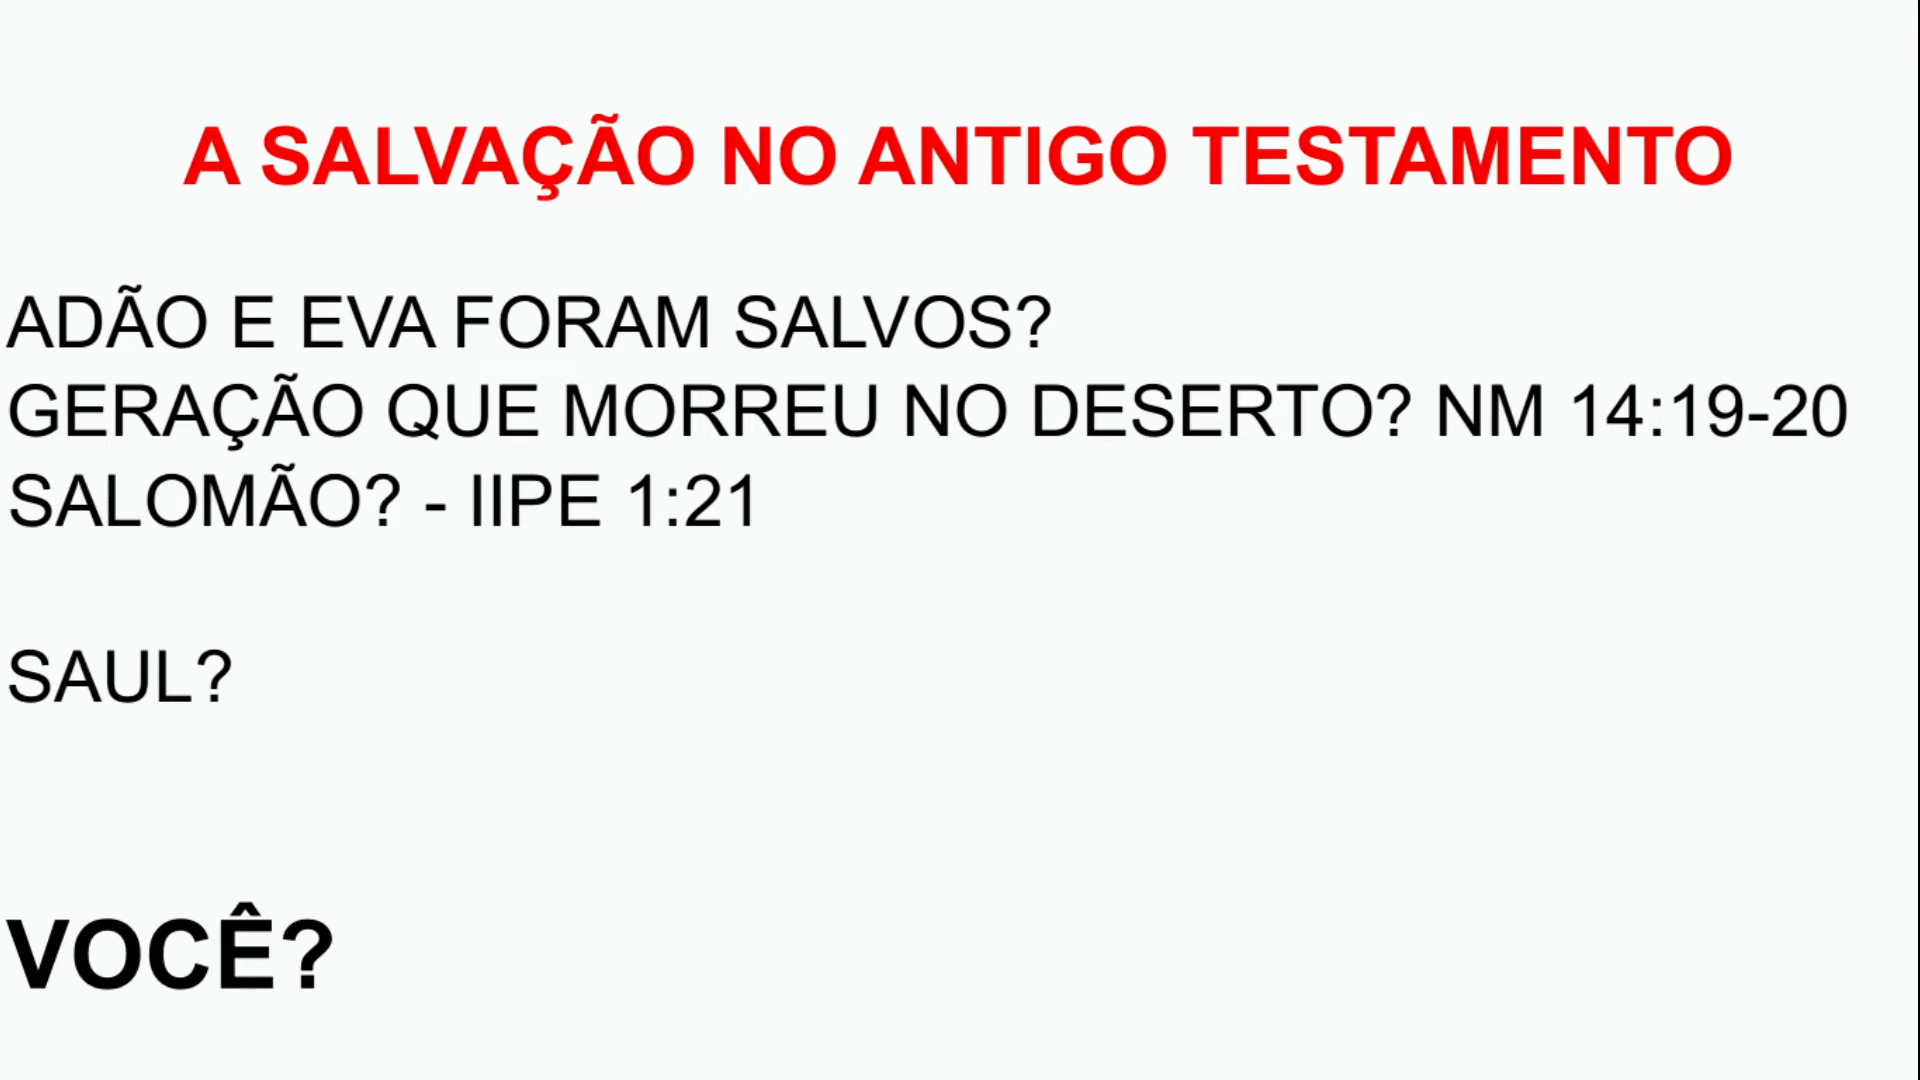 A SALVAÇÃO NO ANTIGO TESTAMENTO
ADÃO E EVA FORAM SALVOS?
GERAÇÃO QUE MORREU NO DESERTO? NM 14:19-20
SALOMÃO? - IIPE 1:21
SAUL?
VOCÊ?